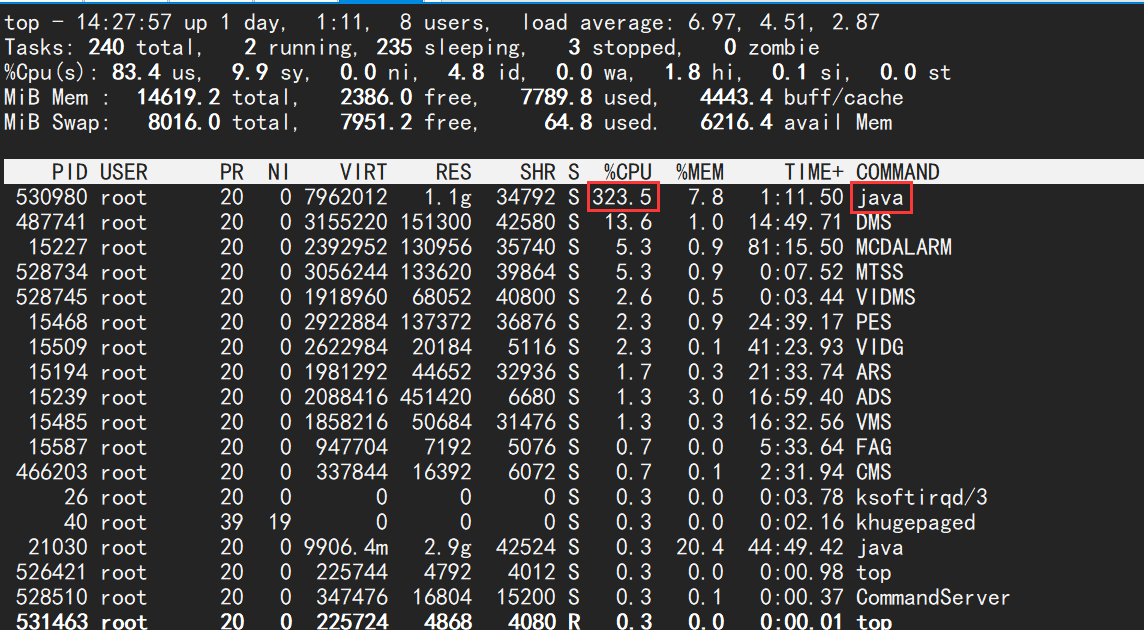 top - 14:27:57 up 1 day,  1:11,  8 users,  load average: 6.97, 4.51, 2.87
Tasks: 240 total,   2 running, 235 sleeping,   3 stopped,   0 zombie
%Cpu(s): 83.4 us,  9.9 sy,  0.0 ni,  4.8 id,  0.0 wa,  1.8 hi,  0.1 si,  0.0 st
MiB Mem :  14619.2 total,   2386.0 free,   7789.8 used,   4443.4 buff/cache
MiB Swap:   8016.0 total,   7951.2 free,     64.8 used.   6216.4 avail Mem
PID USER PR NI VIRT RES SHR S %CPU %MEM TIME+ COMMAND
530980 root 20 0 7962012 1.1g 34792 S 323.5 7.8 1:11.50 java
487741 root 20 0 3155220 151300 42580 S 13.6 1.0 14:49.71 DMS
15227 root 20 0 2392952 130956 35740 S 5.3 0.9 81:15.50 MCDALARM
528734 root 20 0 3056244 133620 39864 S 5.3 0.9 0:07.52 MTSS
528745 root 20 0 1918960 68052 40800 S 2.6 0.5 0:03.44 VIDMS
15468 root 20 0 2922884 137372 36876 S 2.3 0.9 24:39.17 PES
15509 root 20 0 2622984 20184 5116 S 2.3 0.1 41:23.93 VIDG
15194 root 20 0 1981292 44652 32936 S 1.7 0.3 21:33.74 ARS
15239 root 20 0 2088416 451420 6680 S 1.3 3.0 16:59.40 ADS
15485 root 20 0 1858216 50684 31476 S 1.3 0.3 16:32.56 VMS
15587 root 20 0 947704 7192 5076 S 0.7 0.0 5:33.64 FAG
466203 root 20 0 337844 16392 6072 S 0.7 0.1 2:31.94 CMS
26 root 20 0 0 0 0 S 0.3 0.0 0:03.78 ksoftirqd/3
40 root 39 19 0 0 0 S 0.3 0.0 0:02.16 khugepaged
21030 root 20 0 9906.4m 2.9g 42524 S 0.3 20.4 44:49.42 java
526421 root 20 0 225744 4792 4012 S 0.3 0.0 0:00.98 top
528510 root 20 0 347476 16804 15200 S 0.3 0.1 0:00.37 CommandServer
531463 root 20 0 225724 4868 4080 R 0.3 0.0 0:00.01 top